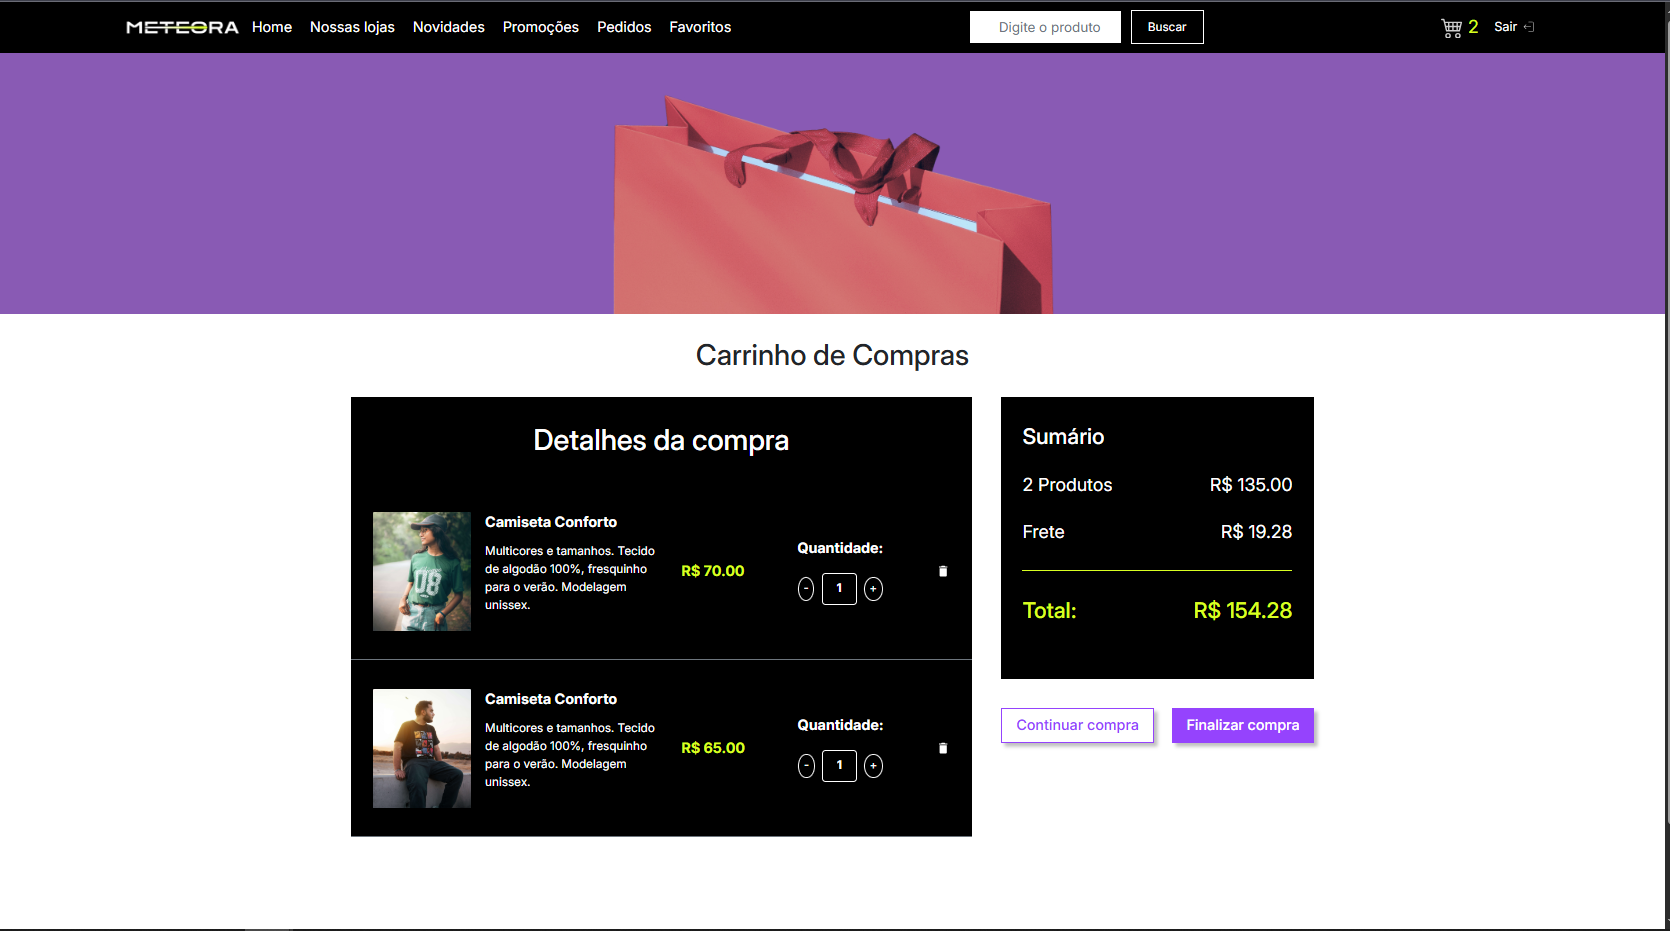 METEORA Home Nossas lojas Novidades Promoções Pedidos Favoritos Digite o produto Buscar 2 Sair
Carrinho de Compras
Detalhes da compra
Camiseta Conforto
Multicores e tamanhos. Tecido
de algodão 100%, fresquinho
para o verão. Modelagem
unissex.
R$ 70.00
Quantidade:
- 1 +
Camiseta Conforto
Multicores e tamanhos. Tecido
de algodão 100%, fresquinho
para o verão. Modelagem
unissex.
R$ 65.00
Quantidade:
- 1 +
Sumário
2 Produtos R$ 135.00
Frete R$ 19.28
Total: R$ 154.28
Continuar compra Finalizar compra
08